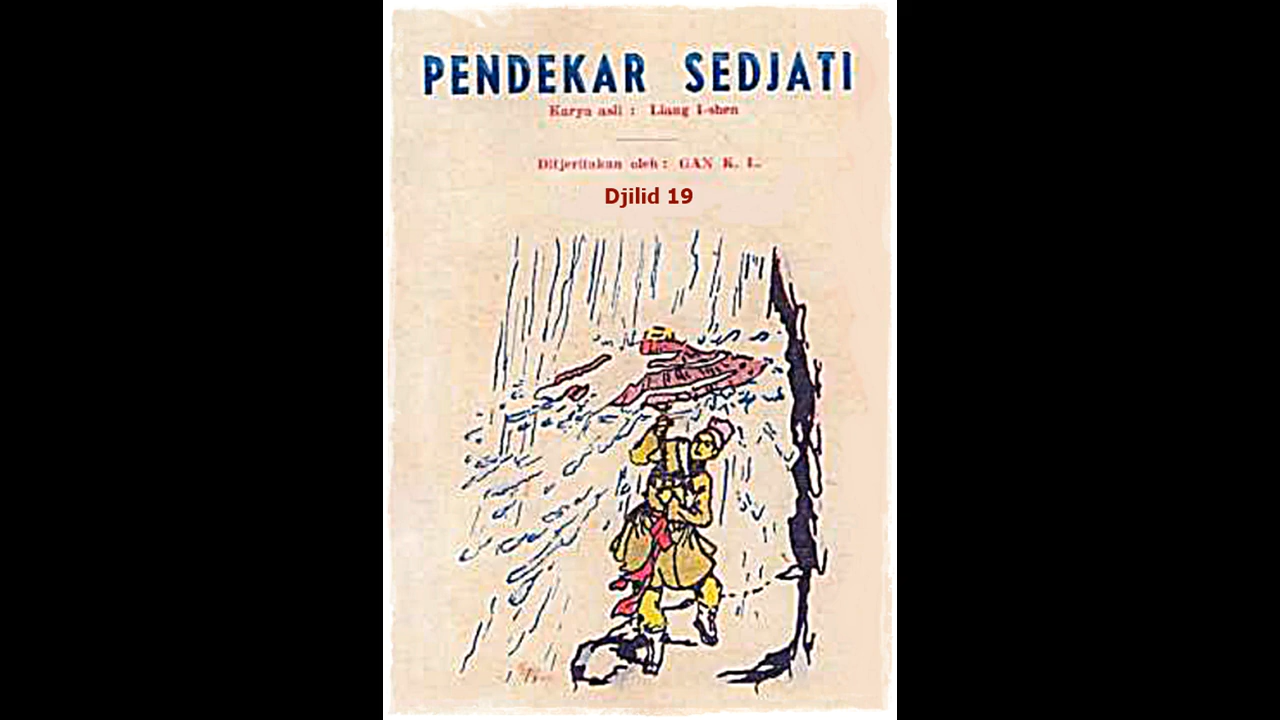 PENDEKAR SEDJATI
Karya asli : Liang I-shen
Ditjeritakan oleh : GAN K. L.
Djilid 19